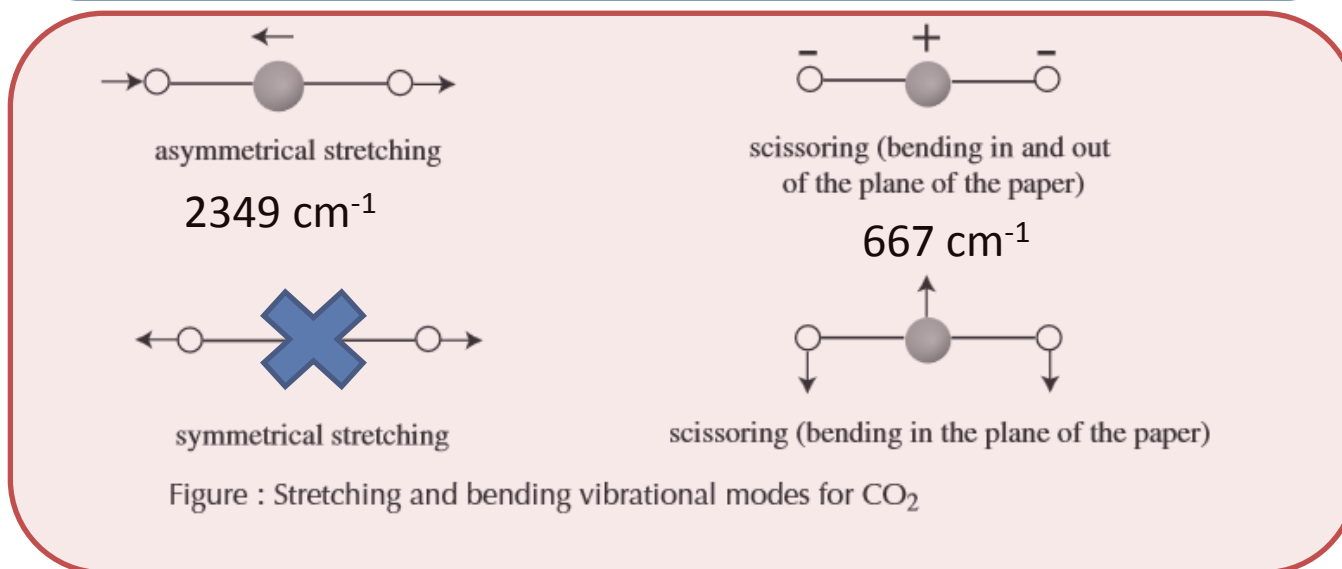 - + -
asymmetrical stretching
2349 cm⁻¹
scissoring (bending in and out
of the plane of the paper)
667 cm⁻¹
symmetrical stretching
scissoring (bending in the plane of the paper)
Figure : Stretching and bending vibrational modes for CO₂